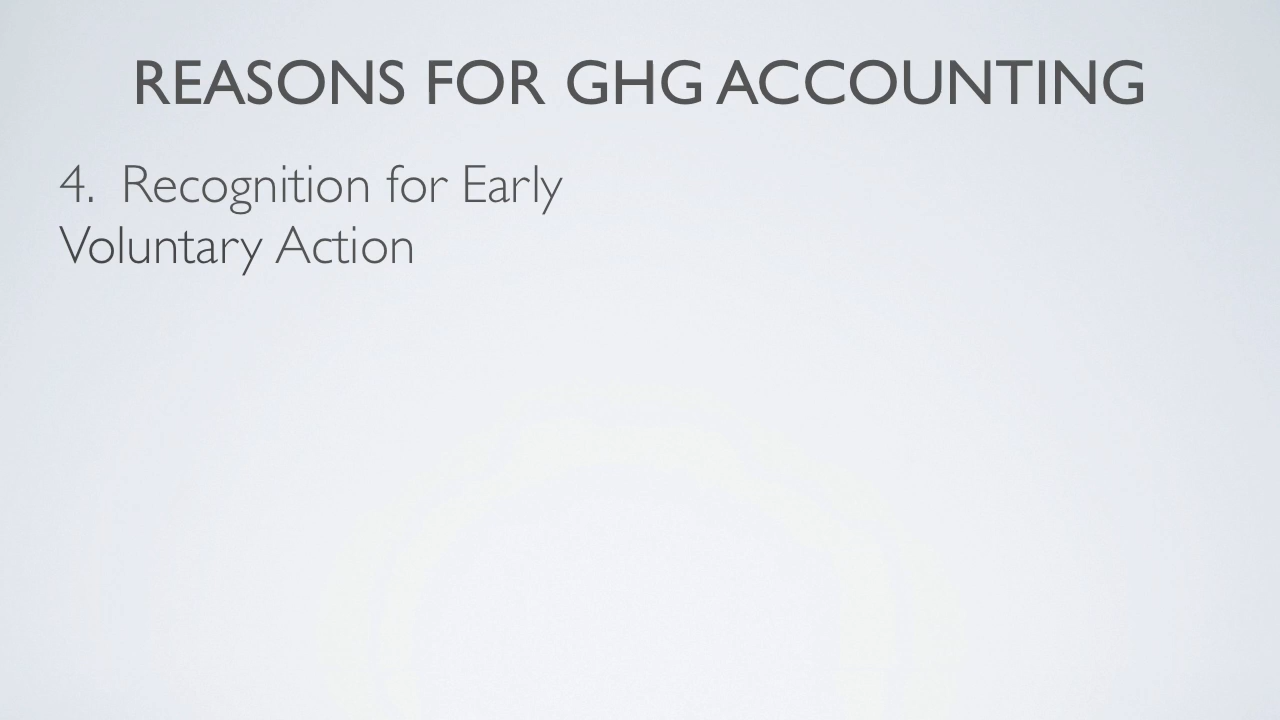 REASONS FOR GHG ACCOUNTING
4. Recognition for Early
Voluntary Action